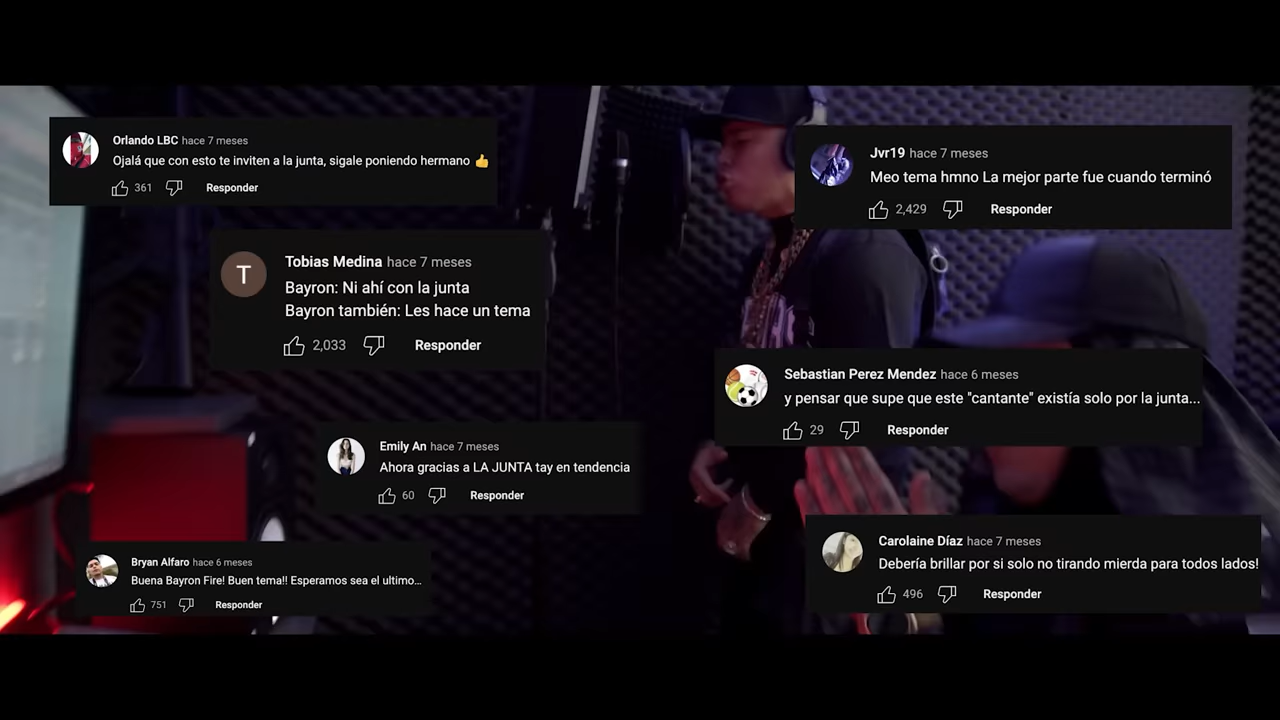 Orlando LBC hace 7 meses
Ojalá que con esto te inviten a la junta, sigale poniendo hermano 👍
361 Responder
Jvr19 hace 7 meses
Meo tema hmno La mejor parte fue cuando terminó
2,429 Responder
T
Tobias Medina hace 7 meses
Bayron: Ni ahí con la junta
Bayron también: Les hace un tema
2,033 Responder
Sebastian Perez Mendez hace 6 meses
y pensar que supe que este "cantante" existía solo por la junta...
29 Responder
Emily An hace 7 meses
Ahora gracias a LA JUNTA tay en tendencia
60 Responder
Carolaine Díaz hace 7 meses
Debería brillar por si solo no tirando mierda para todos lados!
496 Responder
Bryan Alfaro hace 6 meses
Buena Bayron Fire! Buen tema!! Esperamos sea el ultimo...
751 Responder